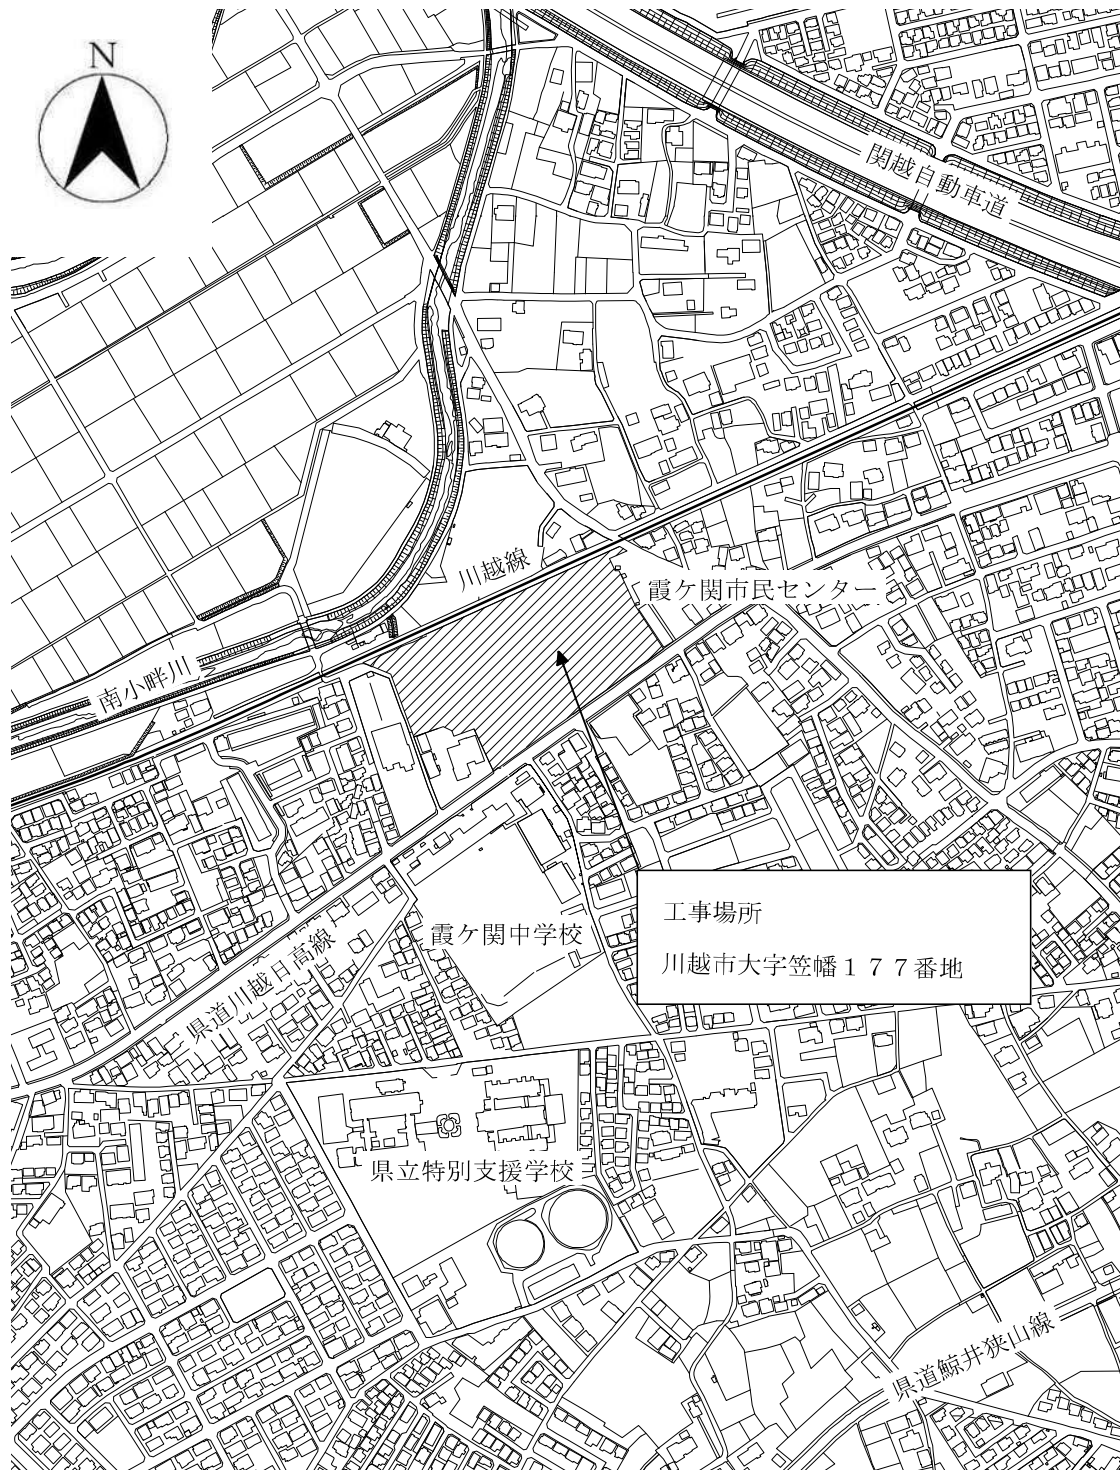 N
関越自動車道
川越線
霞ケ関市民センター
南小畔川
工事場所
川越市大字笠幡１７７番地
霞ケ関中学校
県道川越日高線
県立特別支援学校
県道鯨井狭山線